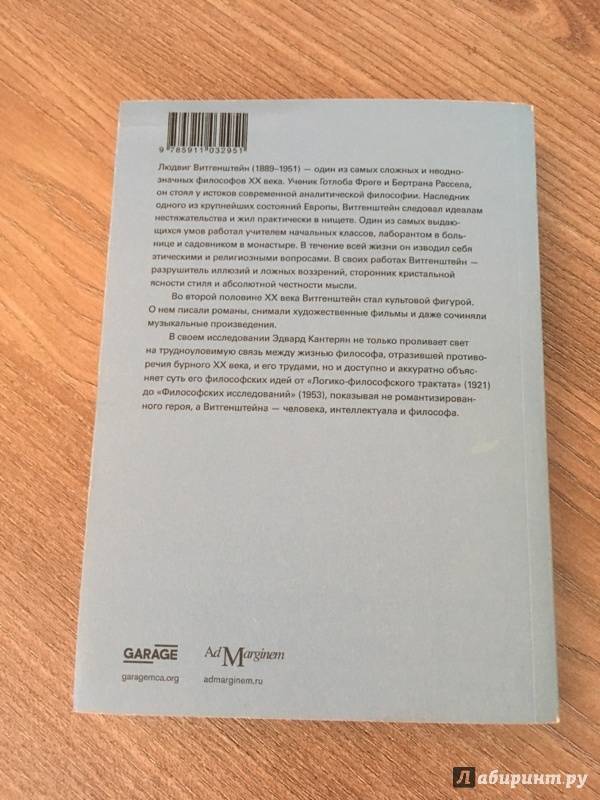 9 785911 032951
Людвиг Витгенштейн (1889–1951) — один из самых сложных и неодно-
значных философов XX века. Ученик Готлоба Фреге и Бертрана Рассела,
он стоял у истоков современной аналитической философии. Наследник
одного из крупнейших состояний Европы, Витгенштейн следовал идеалам
нестяжательства и жил практически в нищете. Один из самых выдаю-
щихся умов работал учителем начальных классов, лаборантом в боль-
нице и садовником в монастыре. В течение всей жизни он изводил себя
этическими и религиозными вопросами. В своих работах Витгенштейн —
разрушитель иллюзий и ложных воззрений, сторонник кристальной
ясности стиля и абсолютной честности мысли.
Во второй половине XX века Витгенштейн стал культовой фигурой.
О нем писали романы, снимали художественные фильмы и даже сочиняли
музыкальные произведения.
В своем исследовании Эдвард Кантерян не только проливает свет
на трудноуловимую связь между жизнью философа, отразившей противо-
речия бурного XX века, и его трудами, но и доступно и аккуратно объяс-
няет суть его философских идей от «Логико-философского трактата» (1921)
до «Философских исследований» (1953), показывая не романтизирован-
ного героя, а Витгенштейна — человека, интеллектуала и философа.
GARAGE
Ad Marginem
garagemca.org
admarginem.ru
Лабиринт.ру